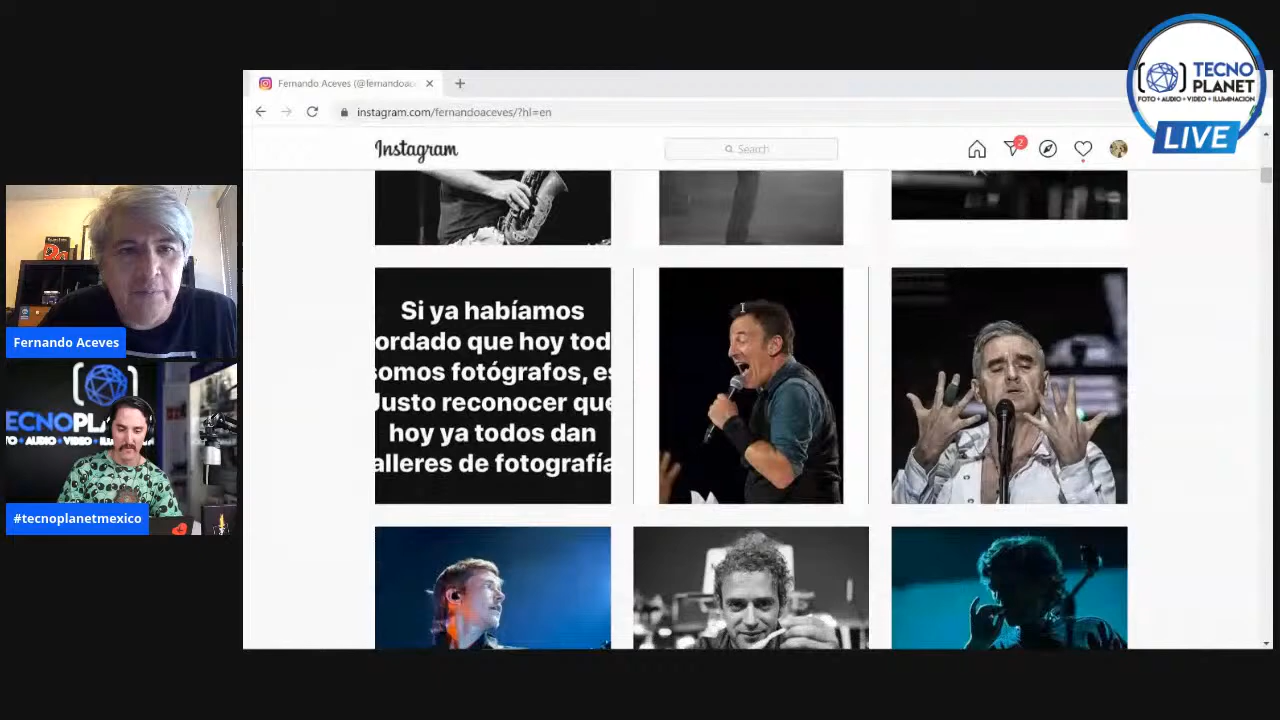 TECNO
PLANET
FOTO + AUDIO + VIDEO + ILUMINACION
LIVE
Fernando Aceves (@fernandoac
instagram.com/fernandoaceves/?hl=en
Instagram
Search
2
Si ya habíamos
ordado que hoy tod
somos fotógrafos, es
Justo reconocer que
hoy ya todos dan
alleres de fotografía
Fernando Aceves
TECNOPLANET
#tecnoplanetmexico